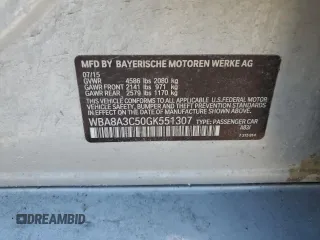 MFD BY BAYERISCHE MOTOREN WERKE AG
07/15
GVWR 4586 lbs 2080 kg
GAWR FRONT 2141 lbs 971 kg
GAWR REAR 2579 lbs 1170 kg
THIS VEHICLE CONFORMS TO ALL APPLICABLE U.S. FEDERAL MOTOR
VEHICLE SAFETY, BUMPER, AND THEFT PREVENTION STANDARDS
IN EFFECT ON THE DATE OF MANUFACTURE SHOWN ABOVE.
WBA8A3C50GK551307 TYPE: PASSENGER CAR
DREAMBID
DREAMBID.COM